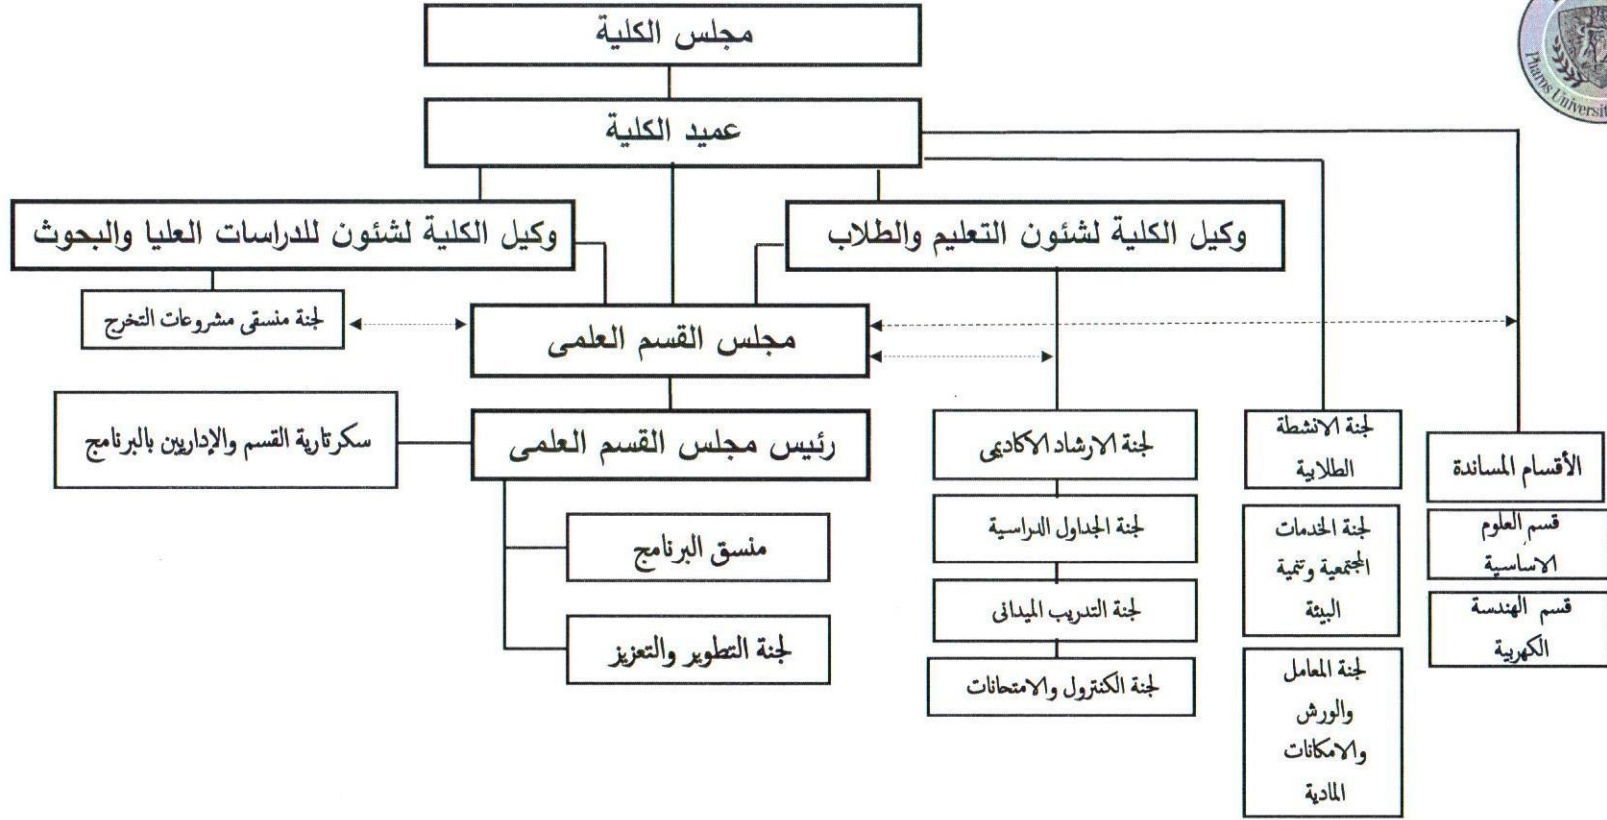 مجلس الكلية
Pharos Universit
عميد الكلية
وكيل الكلية لشئون التعليم والطلاب
وكيل الكلية لشئون للدراسات العليا والبحوث
لجنة منسقى مشروعات التخرج
مجلس القسم العلمى
رئيس مجلس القسم العلمى
سكرتارية القسم والإداريين بالبرنامج
منسق البرنامج
لجنة التطوير والتعزيز
لجنة الارشاد الاكاديمى
لجنة الجداول الدراسية
لجنة التدريب الميدانى
لجنة الكنترول والامتحانات
لجنة الانشطة
الطلابية
لجنة الخدمات
المجتمعية وتنمية
البيئة
لجنة المعامل
والورش
والامكانات
المادية
الأقسام المساندة
قسم العلوم
الاساسية
قسم الهندسة
الكهربية